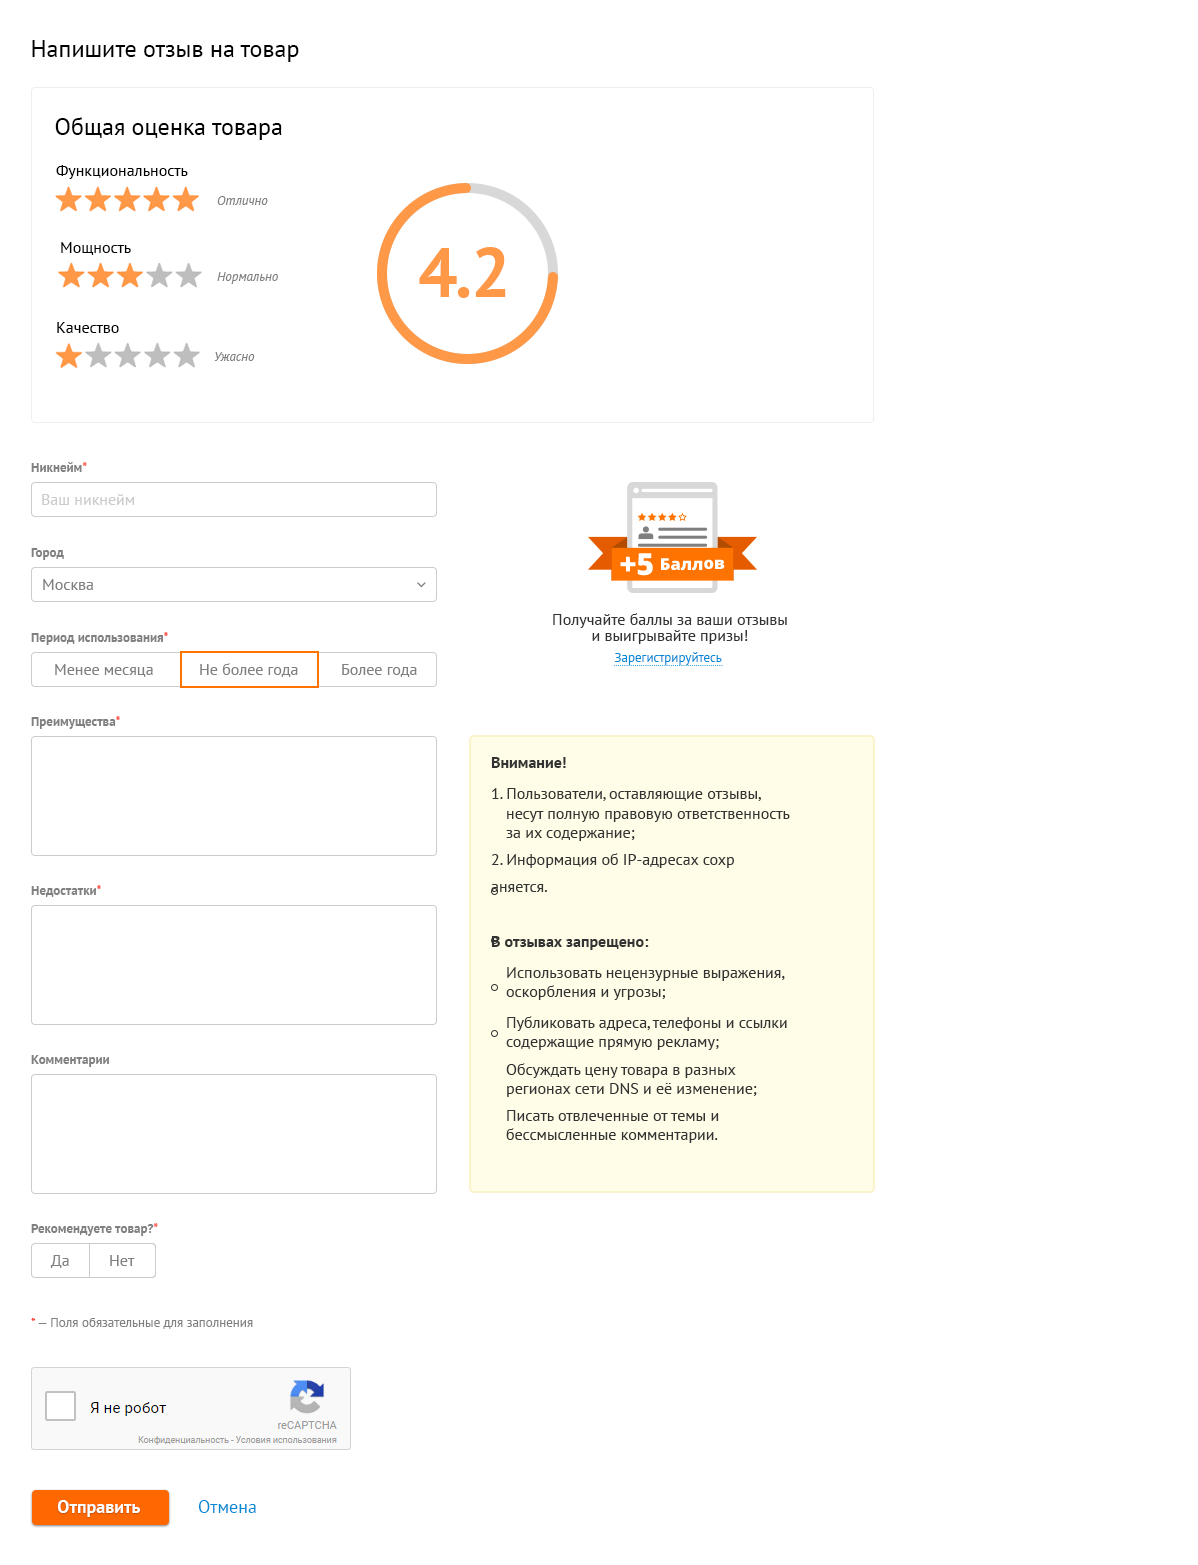 Напишите отзыв на товар
Общая оценка товара
Функциональность
Отлично
Мощность
Нормально
Качество
Ужасно
4.2
Никнейм*
Ваш никнейм
Город
Москва
Период использования*
Менее месяца
Не более года
Более года
Преимущества*
Недостатки*
Комментарии
Рекомендуете товар?*
Да
Нет
* — Поля обязательные для заполнения
+5 Баллов
Получайте баллы за ваши отзывы
и выигрывайте призы!
Зарегистрируйтесь
Внимание!
1. Пользователи, оставляющие отзывы,
несут полную правовую ответственность
за их содержание;
2. Информация об IP-адресах сохр
аняется.
В отзывах запрещено:
Использовать нецензурные выражения,
оскорбления и угрозы;
Публиковать адреса, телефоны и ссылки
содержащие прямую рекламу;
Обсуждать цену товара в разных
регионах сети DNS и её изменение;
Писать отвлеченные от темы и
бессмысленные комментарии.
Я не робот
reCAPTCHA
Конфиденциальность - Условия использования
Отправить
Отмена